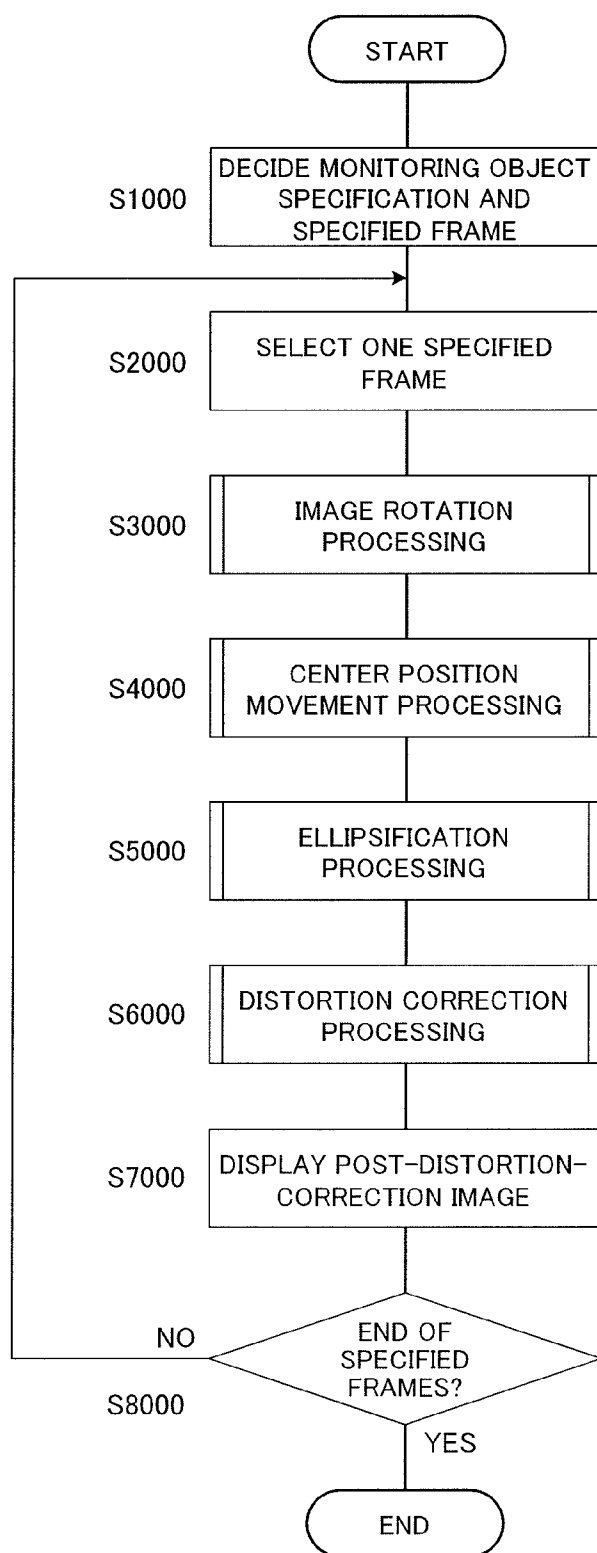 START
S1000
DECIDE MONITORING OBJECT
SPECIFICATION AND
SPECIFIED FRAME
S2000
SELECT ONE SPECIFIED
FRAME
S3000
IMAGE ROTATION
PROCESSING
S4000
CENTER POSITION
MOVEMENT PROCESSING
S5000
ELLIPSIFICATION
PROCESSING
S6000
DISTORTION CORRECTION
PROCESSING
S7000
DISPLAY POST-DISTORTION-
CORRECTION IMAGE
NO
END OF
SPECIFIED
FRAMES?
S8000
YES
END